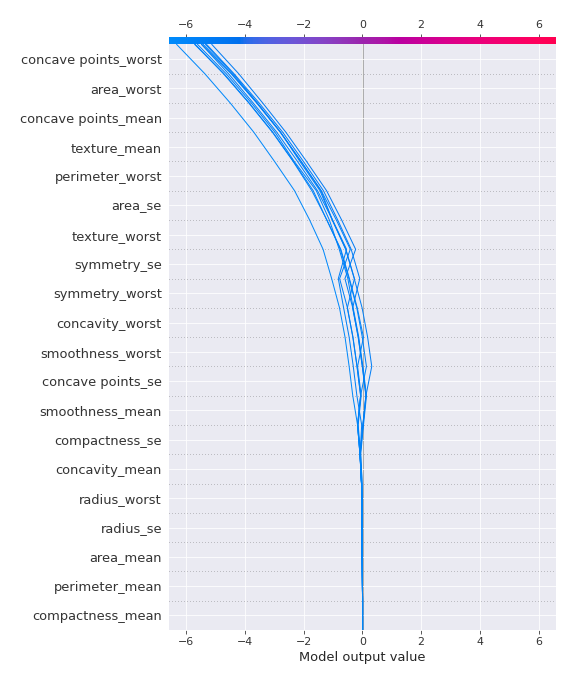 −6 −4 −2 0 2 4 6
concave points_worst
area_worst
concave points_mean
texture_mean
perimeter_worst
area_se
texture_worst
symmetry_se
symmetry_worst
concavity_worst
smoothness_worst
concave points_se
smoothness_mean
compactness_se
concavity_mean
radius_worst
radius_se
area_mean
perimeter_mean
compactness_mean
−6 −4 −2 0 2 4 6
Model output value